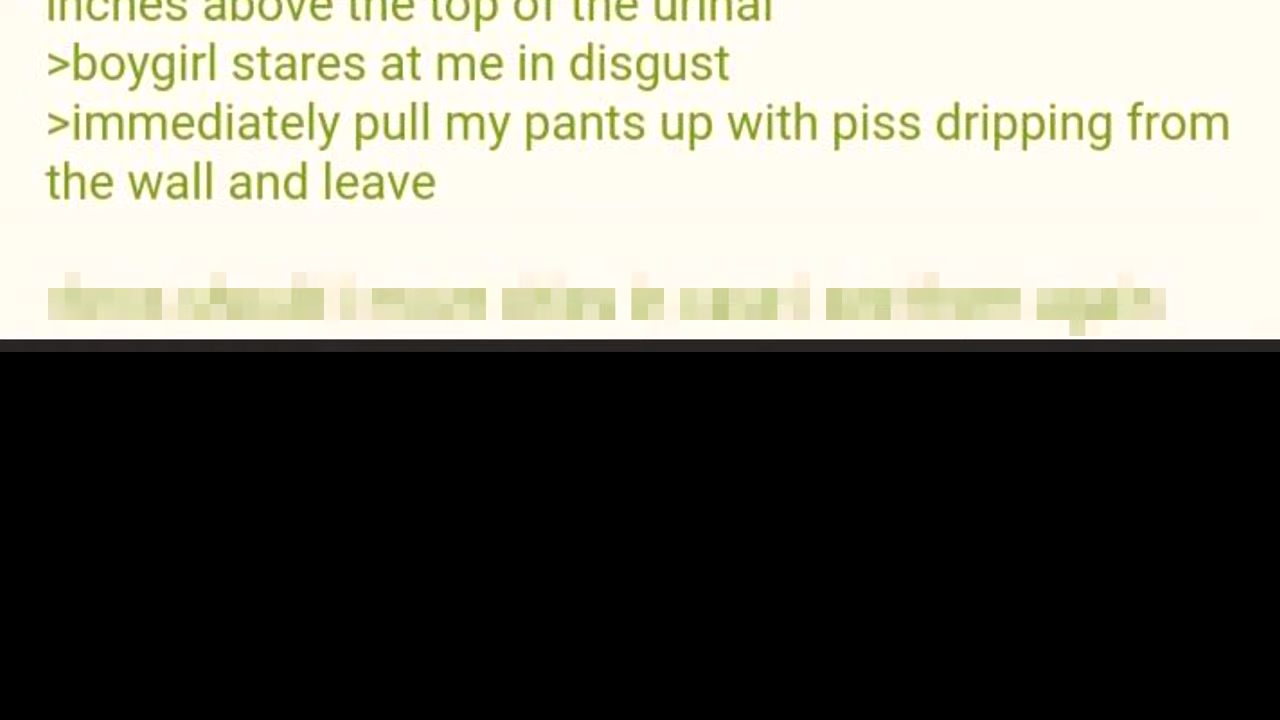 inches above the top of the urinal
>boygirl stares at me in disgust
>immediately pull my pants up with piss dripping from
the wall and leave